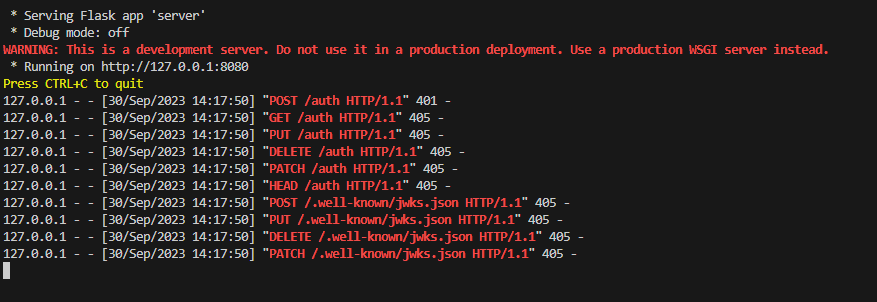 * Serving Flask app 'server'
* Debug mode: off
WARNING: This is a development server. Do not use it in a production deployment. Use a production WSGI server instead.
* Running on http://127.0.0.1:8080
Press CTRL+C to quit
127.0.0.1 - - [30/Sep/2023 14:17:50] "POST /auth HTTP/1.1" 401 -
127.0.0.1 - - [30/Sep/2023 14:17:50] "GET /auth HTTP/1.1" 405 -
127.0.0.1 - - [30/Sep/2023 14:17:50] "PUT /auth HTTP/1.1" 405 -
127.0.0.1 - - [30/Sep/2023 14:17:50] "DELETE /auth HTTP/1.1" 405 -
127.0.0.1 - - [30/Sep/2023 14:17:50] "PATCH /auth HTTP/1.1" 405 -
127.0.0.1 - - [30/Sep/2023 14:17:50] "HEAD /auth HTTP/1.1" 405 -
127.0.0.1 - - [30/Sep/2023 14:17:50] "POST /.well-known/jwks.json HTTP/1.1" 405 -
127.0.0.1 - - [30/Sep/2023 14:17:50] "PUT /.well-known/jwks.json HTTP/1.1" 405 -
127.0.0.1 - - [30/Sep/2023 14:17:50] "DELETE /.well-known/jwks.json HTTP/1.1" 405 -
127.0.0.1 - - [30/Sep/2023 14:17:50] "PATCH /.well-known/jwks.json HTTP/1.1" 405 -